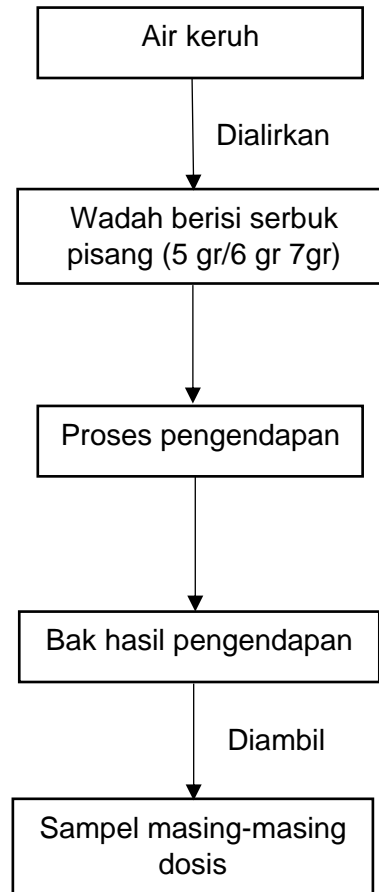 Air keruh
Dialirkan
Wadah berisi serbuk
pisang (5 gr/6 gr 7gr)
Proses pengendapan
Bak hasil pengendapan
Diambil
Sampel masing-masing
dosis